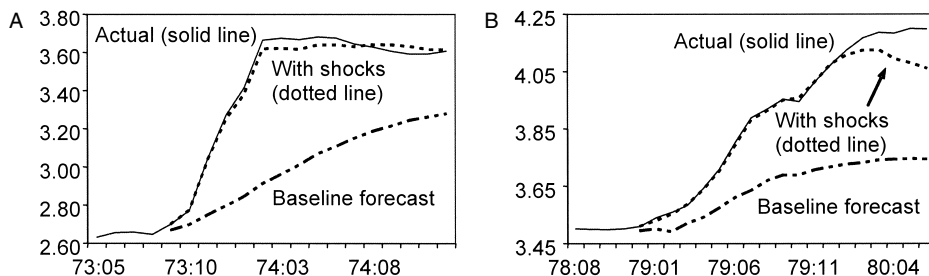 A
3.80
3.60
3.40
3.20
3.00
2.80
2.60
Actual (solid line)
With shocks
(dotted line)
Baseline forecast
73:05
73:10
74:03
74:08
B
4.25
4.05
3.85
3.65
3.45
Actual (solid line)
With shocks
(dotted line)
Baseline forecast
78:08
79:01
79:06
79:11
80:04